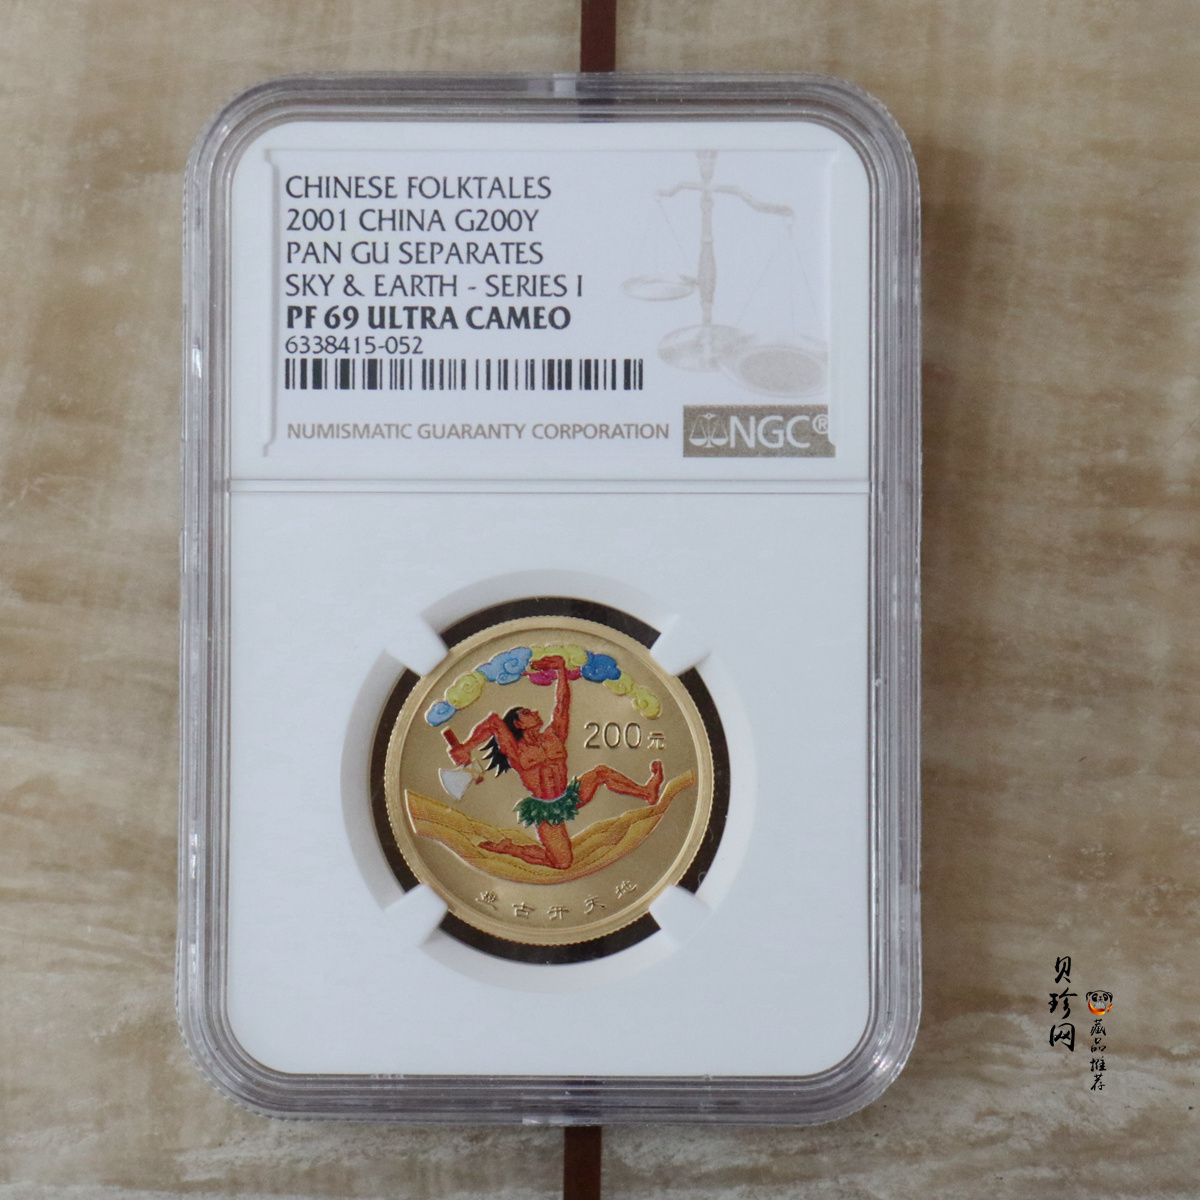 CHINESE FOLKTALES
2001 CHINA G200Y
PAN GU SEPARATES
SKY & EARTH - SERIES I
PF 69 ULTRA CAMEO
6338415-052
NUMISMATIC GUARANTY CORPORATION
NGC®
200元
盘古开天地
贝珍网
藏品推荐